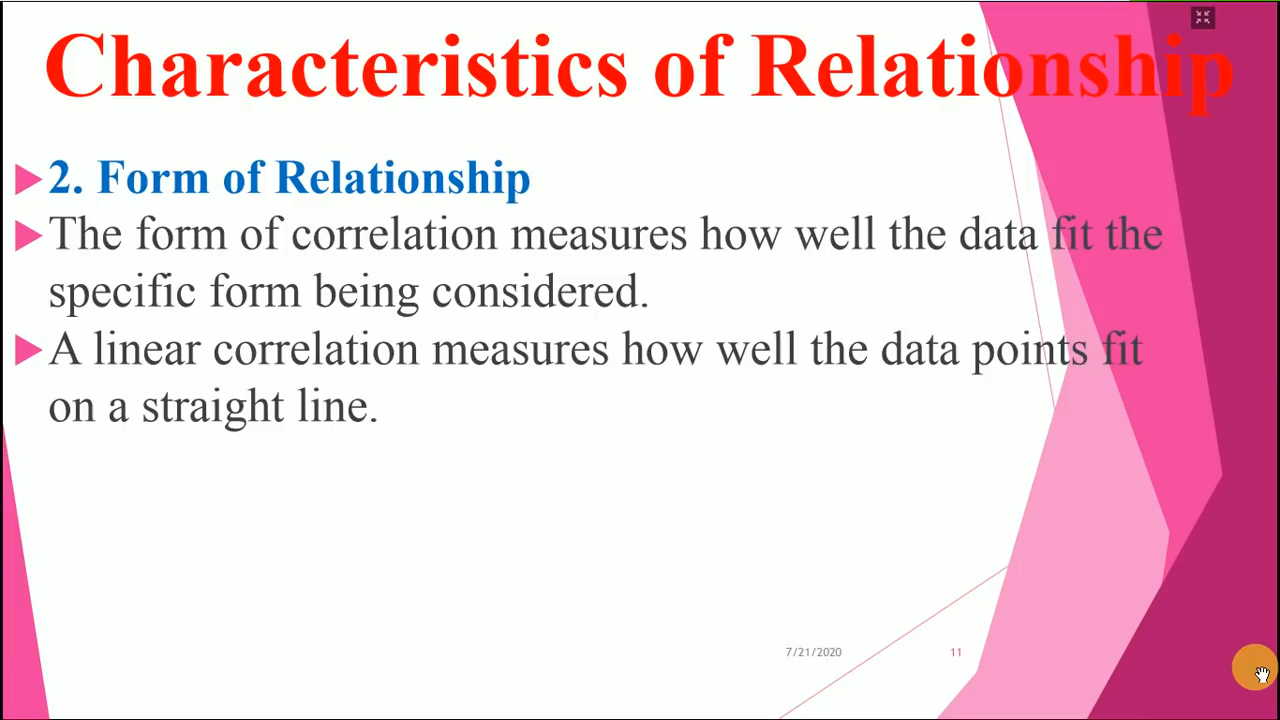 Characteristics of Relationship
2. Form of Relationship
The form of correlation measures how well the data fit the
specific form being considered.
A linear correlation measures how well the data points fit
on a straight line.
7/21/2020
11